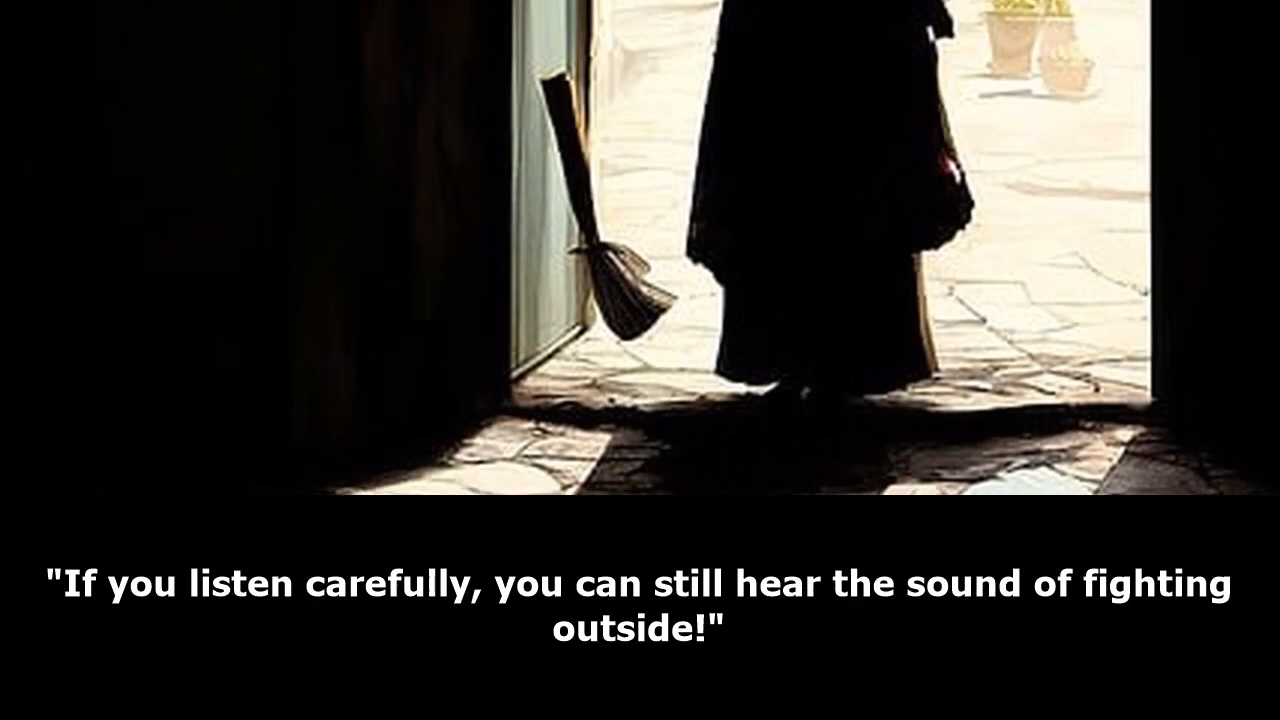 "If you listen carefully, you can still hear the sound of fighting
outside!"